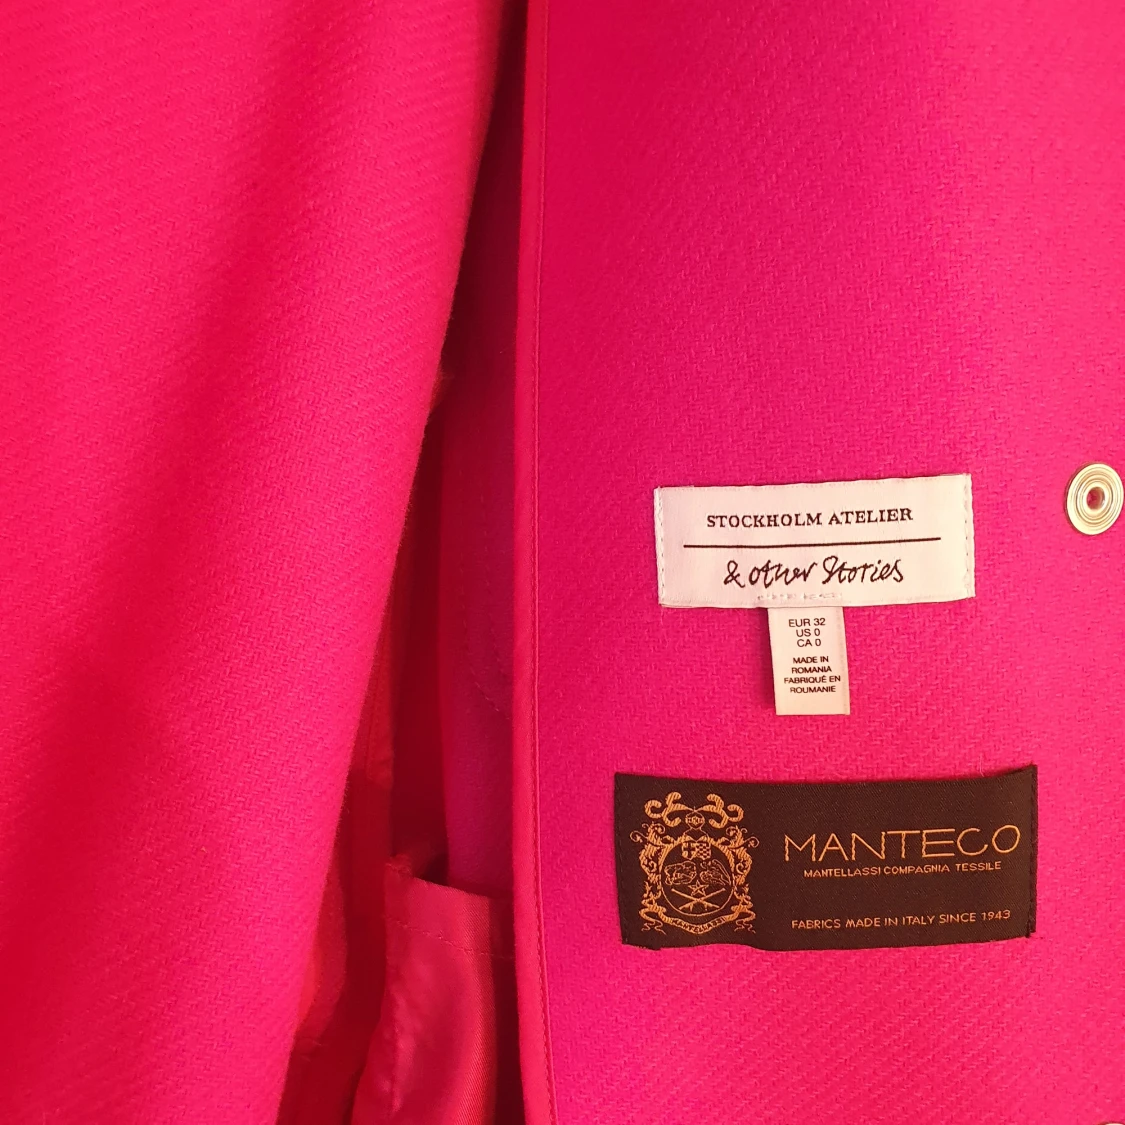 STOCKHOLM ATELIER
& other Stories
EUR 32
US 0
CA 0
MADE IN
ROMANIA
FABRIQUÉ EN
ROUMANIE
MANTECO
MANTELLASSI COMPAGNIA TESSILE
FABRICS MADE IN ITALY SINCE 1943